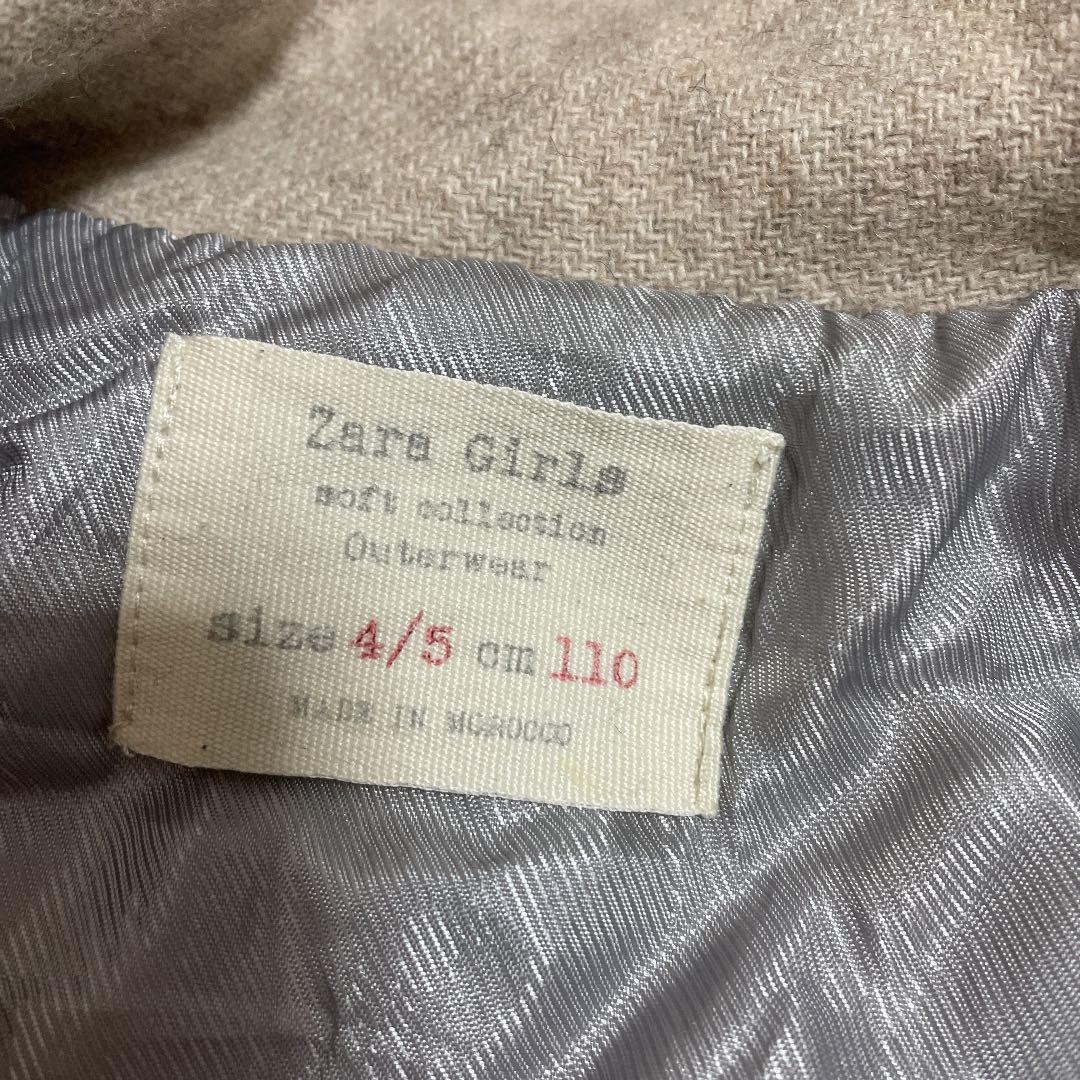 Zara Girls
soft collection
Outerwear
size 4/5 cm 110
MADE IN MOROCCO